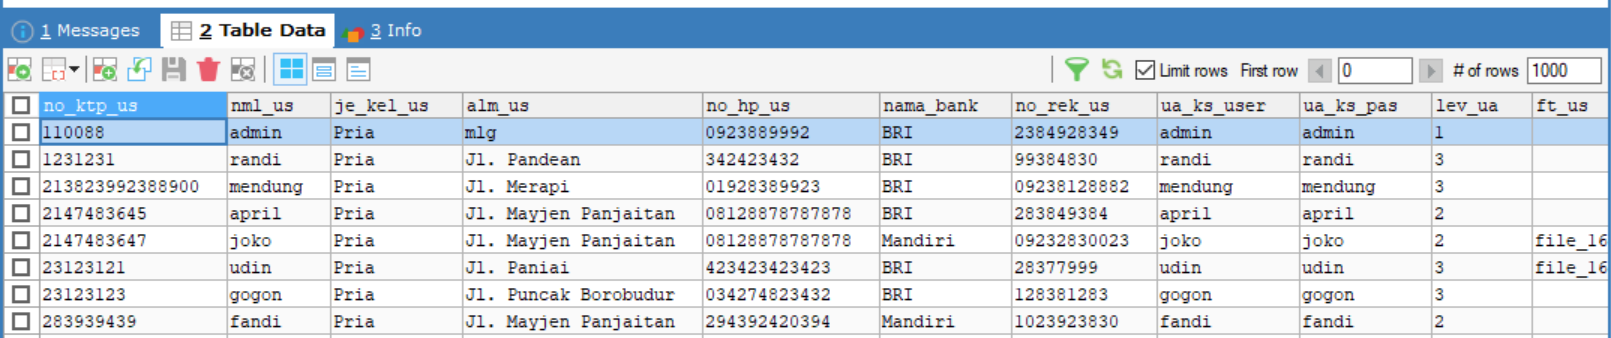 1 Messages 2 Table Data 3 Info
Limit rows First row 0 # of rows 1000
no_ktp_us nml_us je_kel_us alm_us no_hp_us nama_bank no_rek_us ua_ks_user ua_ks_pas lev_ua ft_us
110088 admin Pria mlg 0923889992 BRI 2384928349 admin admin 1
1231231 randi Pria Jl. Pandean 342423432 BRI 99384830 randi randi 3
213823992388900 mendung Pria Jl. Merapi 01928389923 BRI 09238128882 mendung mendung 3
2147483645 april Pria Jl. Mayjen Panjaitan 08128878787878 BRI 283849384 april april 2
2147483647 joko Pria Jl. Mayjen Panjaitan 08128878787878 Mandiri 09232830023 joko joko 2 file_16
23123121 udin Pria Jl. Paniai 423423423423 BRI 28377999 udin udin 3 file_16
23123123 gogon Pria Jl. Puncak Borobudur 034274823432 BRI 128381283 gogon gogon 3
283939439 fandi Pria Jl. Mayjen Panjaitan 294392420394 Mandiri 1023923830 fandi fandi 2